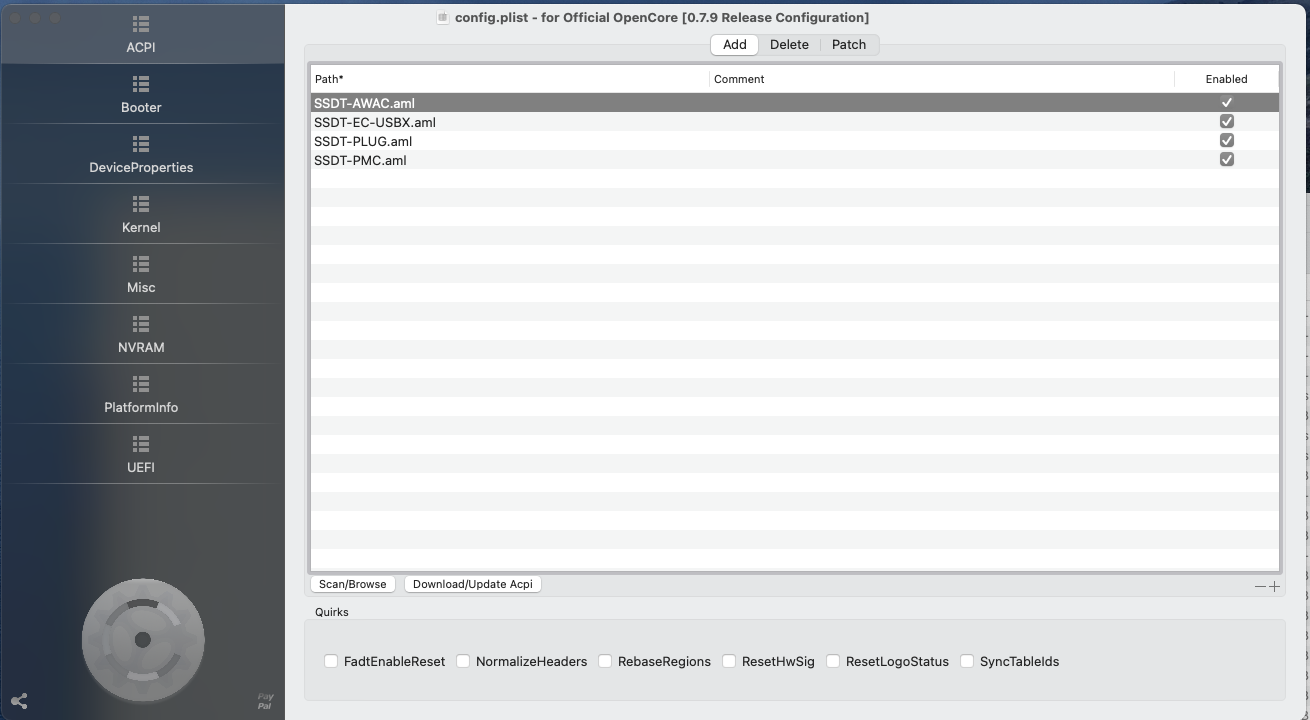 config.plist - for Official OpenCore [0.7.9 Release Configuration]
ACPI
Booter
DeviceProperties
Kernel
Misc
NVRAM
PlatformInfo
UEFI
Pay
Pal
Add Delete Patch
Path* Comment Enabled
SSDT-AWAC.aml
SSDT-EC-USBX.aml
SSDT-PLUG.aml
SSDT-PMC.aml
Scan/Browse Download/Update Acpi
Quirks
FadtEnableReset NormalizeHeaders RebaseRegions ResetHwSig ResetLogoStatus SyncTableIds